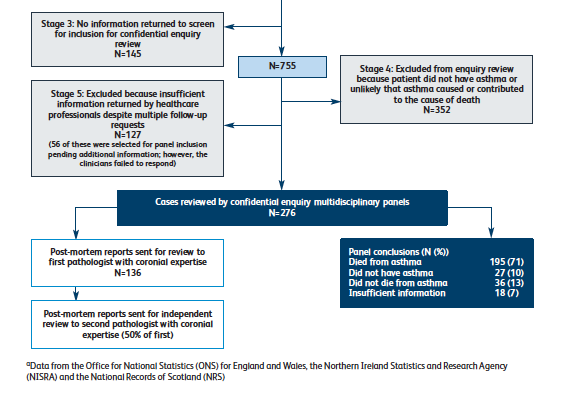 Stage 3: No information returned to screen
for inclusion for confidential enquiry
review
N=145
N=755
Stage 4: Excluded from enquiry review
because patient did not have asthma or
unlikely that asthma caused or contributed
to the cause of death
N=352
Stage 5: Excluded because insufficient
information returned by healthcare
professionals despite multiple follow-up
requests
N=127
(56 of these were selected for panel inclusion
pending additional information; however, the
clinicians failed to respond)
Cases reviewed by confidential enquiry multidisciplinary panels
N=276
Post-mortem reports sent for review to
first pathologist with coronial expertise
N=136
Panel conclusions (N (%))
Died from asthma 195 (71)
Did not have asthma 27 (10)
Did not die from asthma 36 (13)
Insufficient information 18 (7)
Post-mortem reports sent for independent
review to second pathologist with coronial
expertise (50% of first)
aData from the Office for National Statistics (ONS) for England and Wales, the Northern Ireland Statistics and Research Agency
(NISRA) and the National Records of Scotland (NRS)